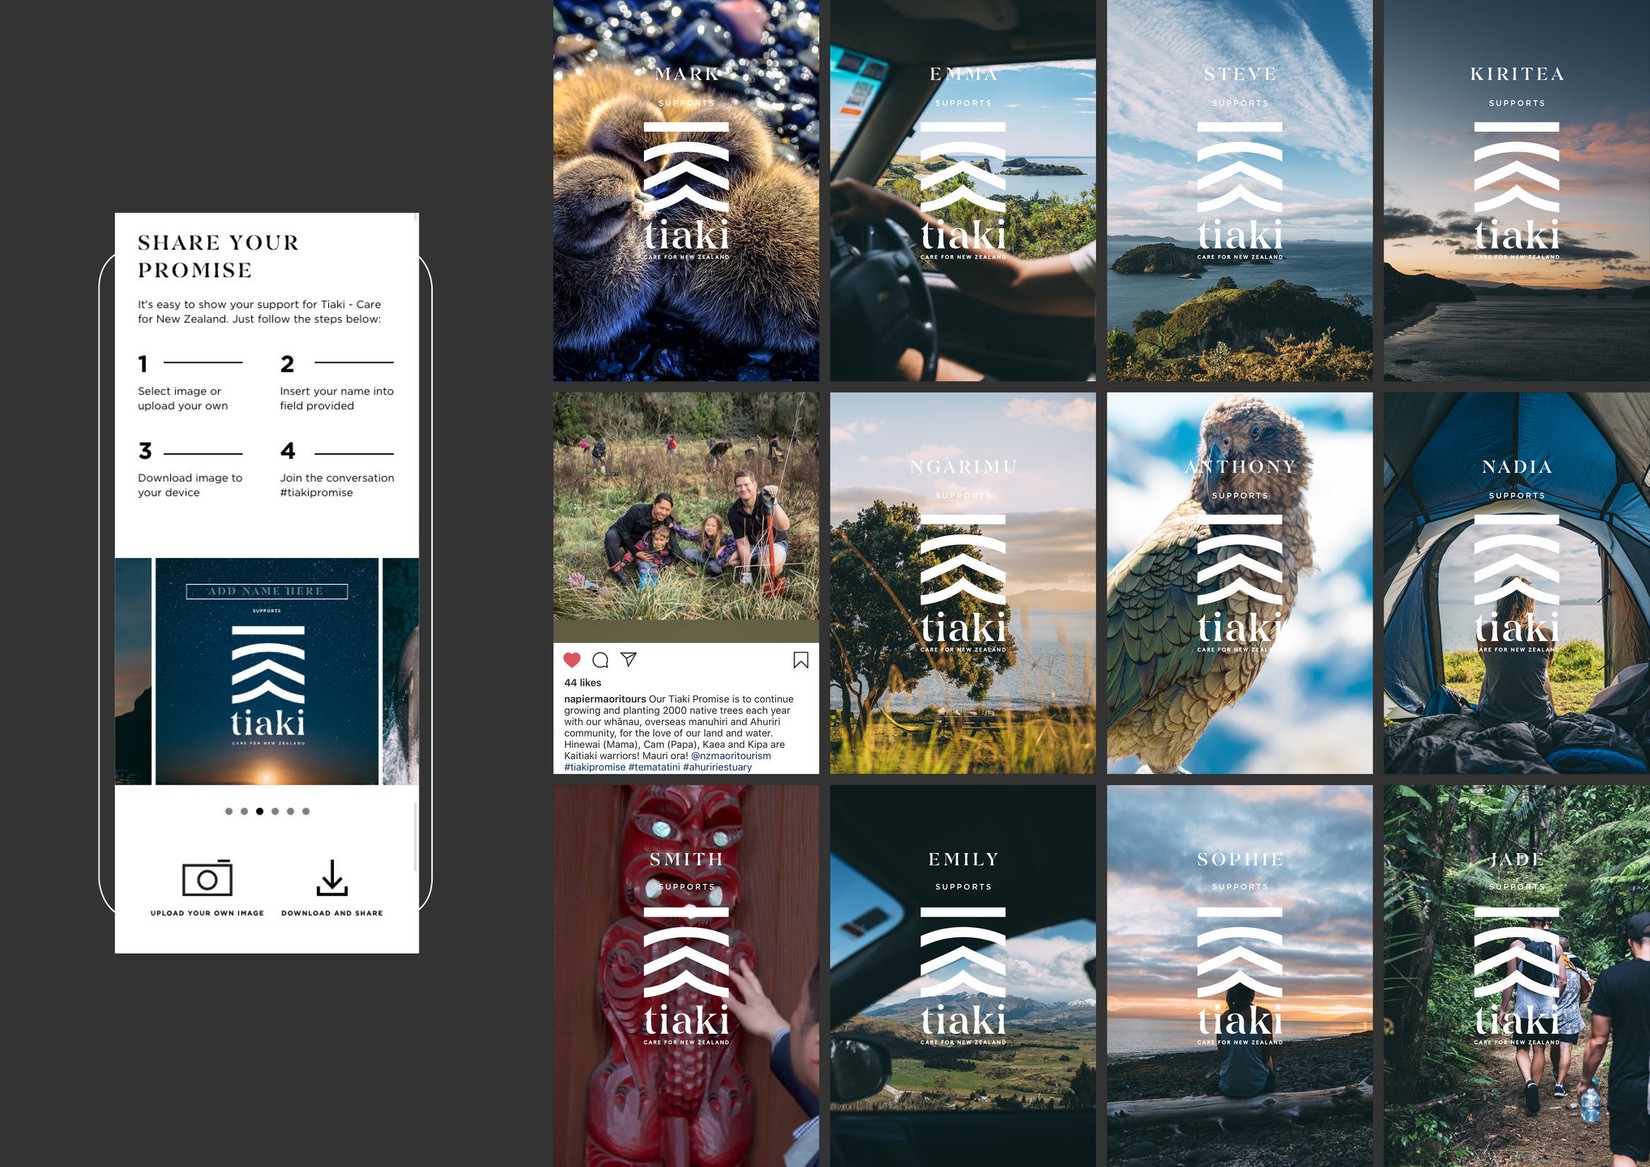 SHARE YOUR
PROMISE
It's easy to show your support for Tiaki - Care
for New Zealand. Just follow the steps below:
1
Select image or
upload your own
2
Insert your name into
field provided
3
Download image to
your device
4
Join the conversation
#tiakipromise
ADD NAME HERE
SUPPORTS
tiaki
CARE FOR NEW ZEALAND
UPLOAD YOUR OWN IMAGE
DOWNLOAD AND SHARE
MARK
SUPPORTS
tiaki
CARE FOR NEW ZEALAND
EMMA
SUPPORTS
tiaki
CARE FOR NEW ZEALAND
STEVE
SUPPORTS
tiaki
CARE FOR NEW ZEALAND
KIRITEA
SUPPORTS
tiaki
CARE FOR NEW ZEALAND
44 likes
napiermaoritours Our Tiaki Promise is to continue
growing and planting 2000 native trees each year
with our whānau, overseas manuhiri and Ahuriri
community, for the love of our land and water.
Hinewai (Mama), Cam (Papa), Kaea and Kipa are
Kaitiaki warriors! Mauri ora! @nzmaoritourism
#tiakipromise #tematatini #ahuririestuary
NGĀRIMU
SUPPORTS
tiaki
CARE FOR NEW ZEALAND
ANTHONY
SUPPORTS
tiaki
CARE FOR NEW ZEALAND
NADIA
SUPPORTS
tiaki
CARE FOR NEW ZEALAND
SMITH
SUPPORTS
tiaki
CARE FOR NEW ZEALAND
EMILY
SUPPORTS
tiaki
CARE FOR NEW ZEALAND
SOPHIE
SUPPORTS
tiaki
CARE FOR NEW ZEALAND
JADE
SUPPORTS
tiaki
CARE FOR NEW ZEALAND